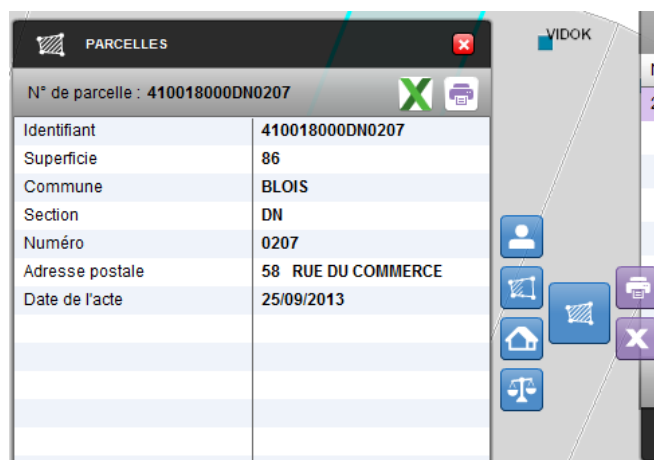 PARCELLES
VIDOK
N° de parcelle : 410018000DN0207
Identifiant 410018000DN0207
Superficie 86
Commune BLOIS
Section DN
Numéro 0207
Adresse postale 58 RUE DU COMMERCE
Date de l'acte 25/09/2013